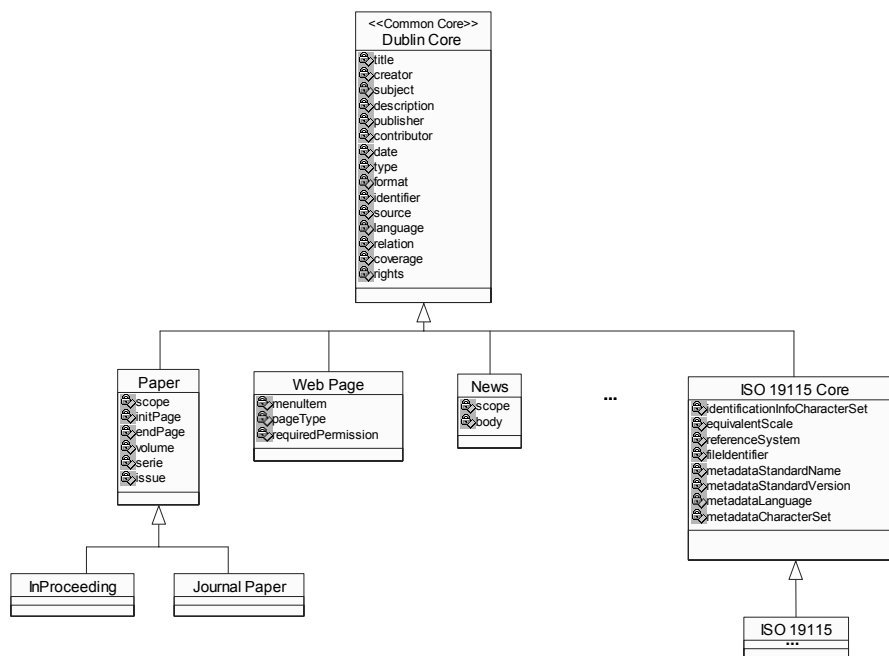 <<Common Core>>
Dublin Core
title
creator
subject
description
publisher
contributor
date
type
format
identifier
source
language
relation
coverage
rights
Paper
scope
initPage
endPage
volume
serie
issue
Web Page
menuItem
pageType
requiredPermission
News
scope
body
...
ISO 19115 Core
identificationInfoCharacterSet
equivalentScale
referenceSystem
fileIdentifier
metadataStandardName
metadataStandardVersion
metadataLanguage
metadataCharacterSet
InProceeding
Journal Paper
ISO 19115
...